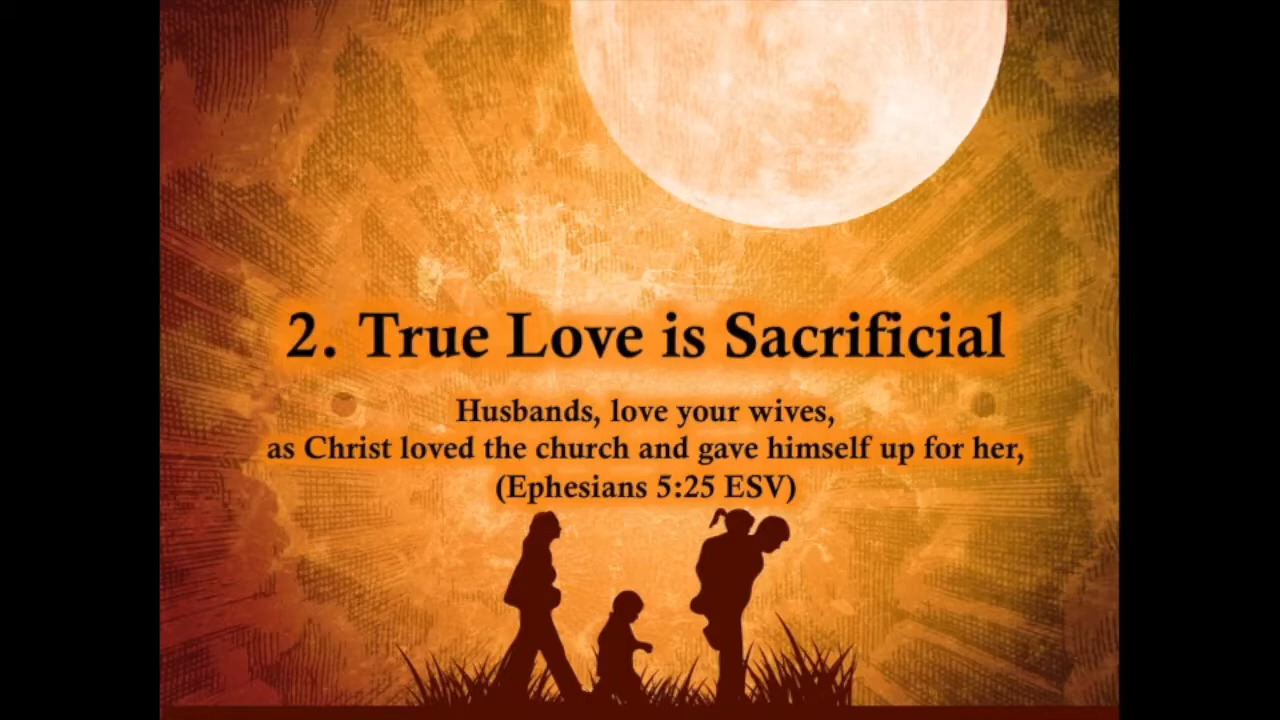 2. True Love is Sacrificial
Husbands, love your wives,
as Christ loved the church and gave himself up for her,
(Ephesians 5:25 ESV)